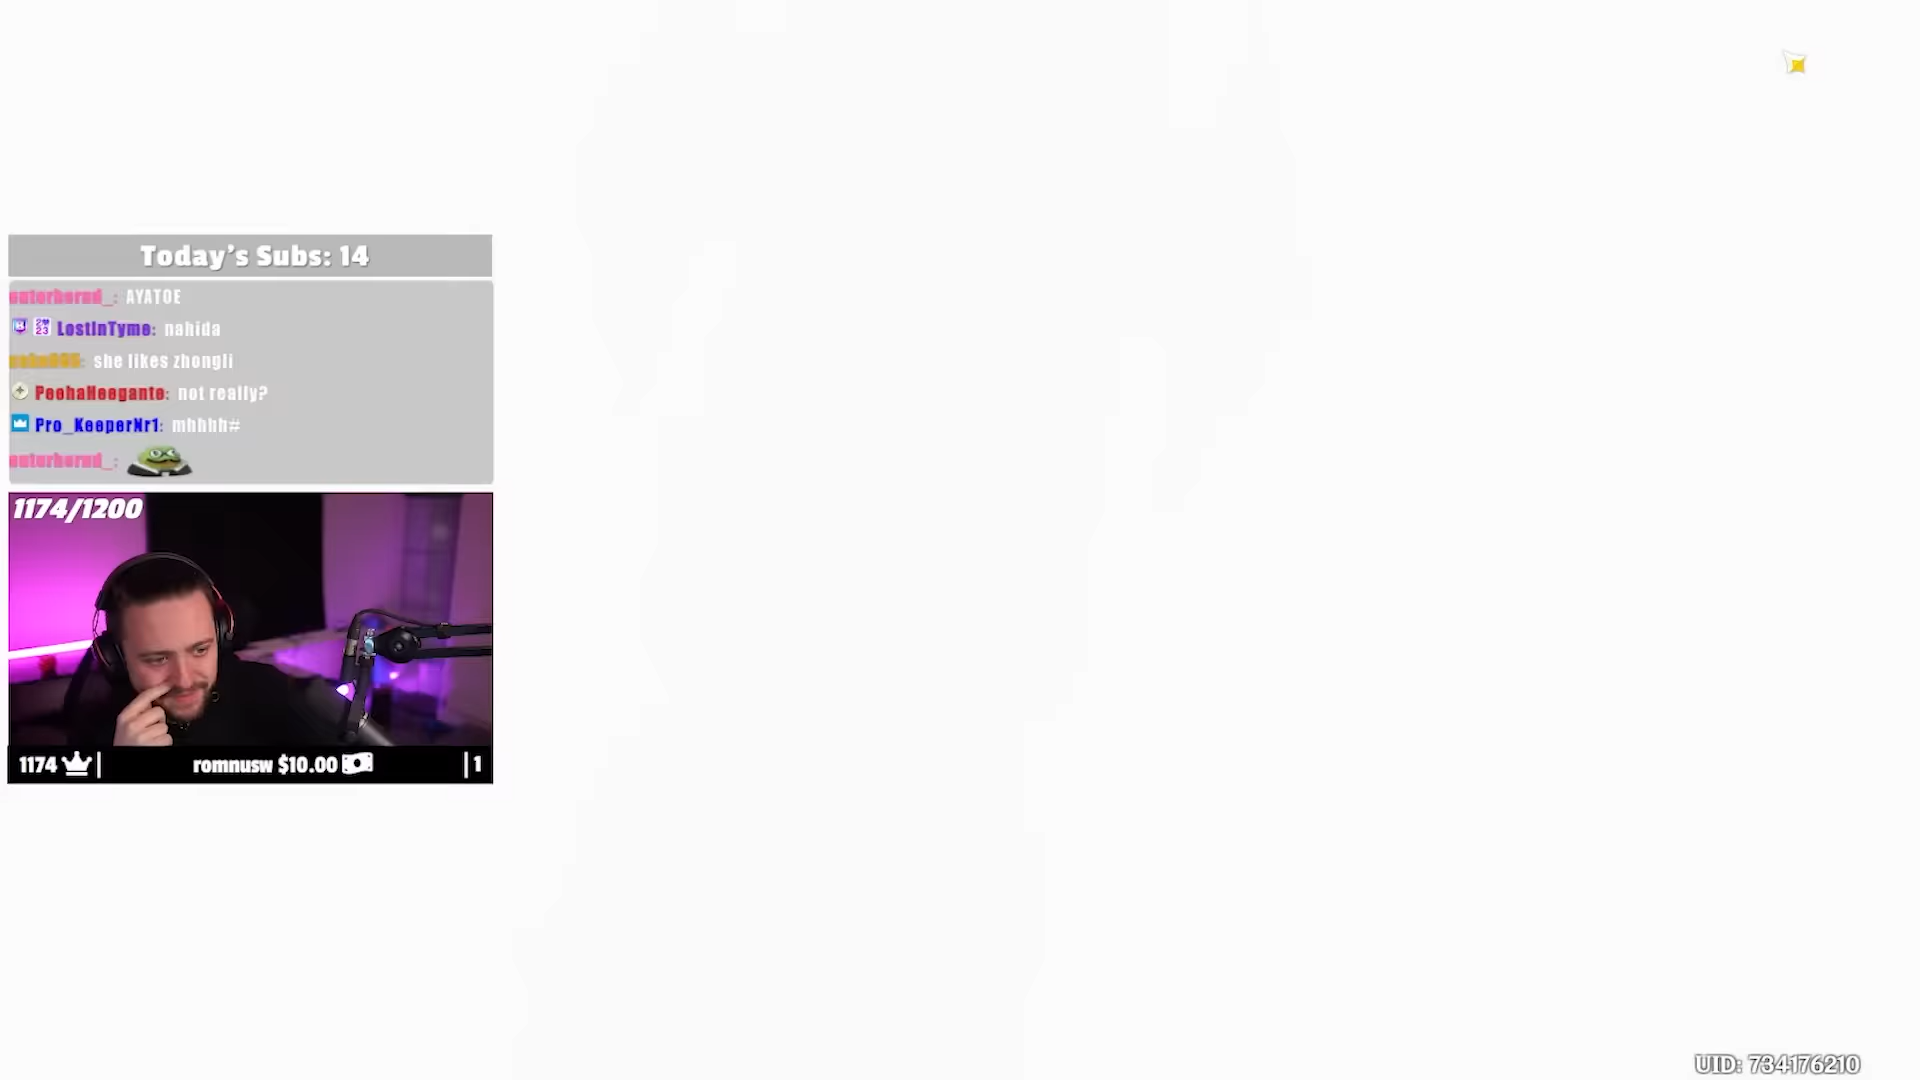 Today's Subs: 14
AYATOE
LostInTyme: nahida
she likes zhongli
PoohaHeegante: not really?
Pro_KeeperNr1: mhhhh#
1174/1200
1174 romnusw $10.00 1
UID: 734176210